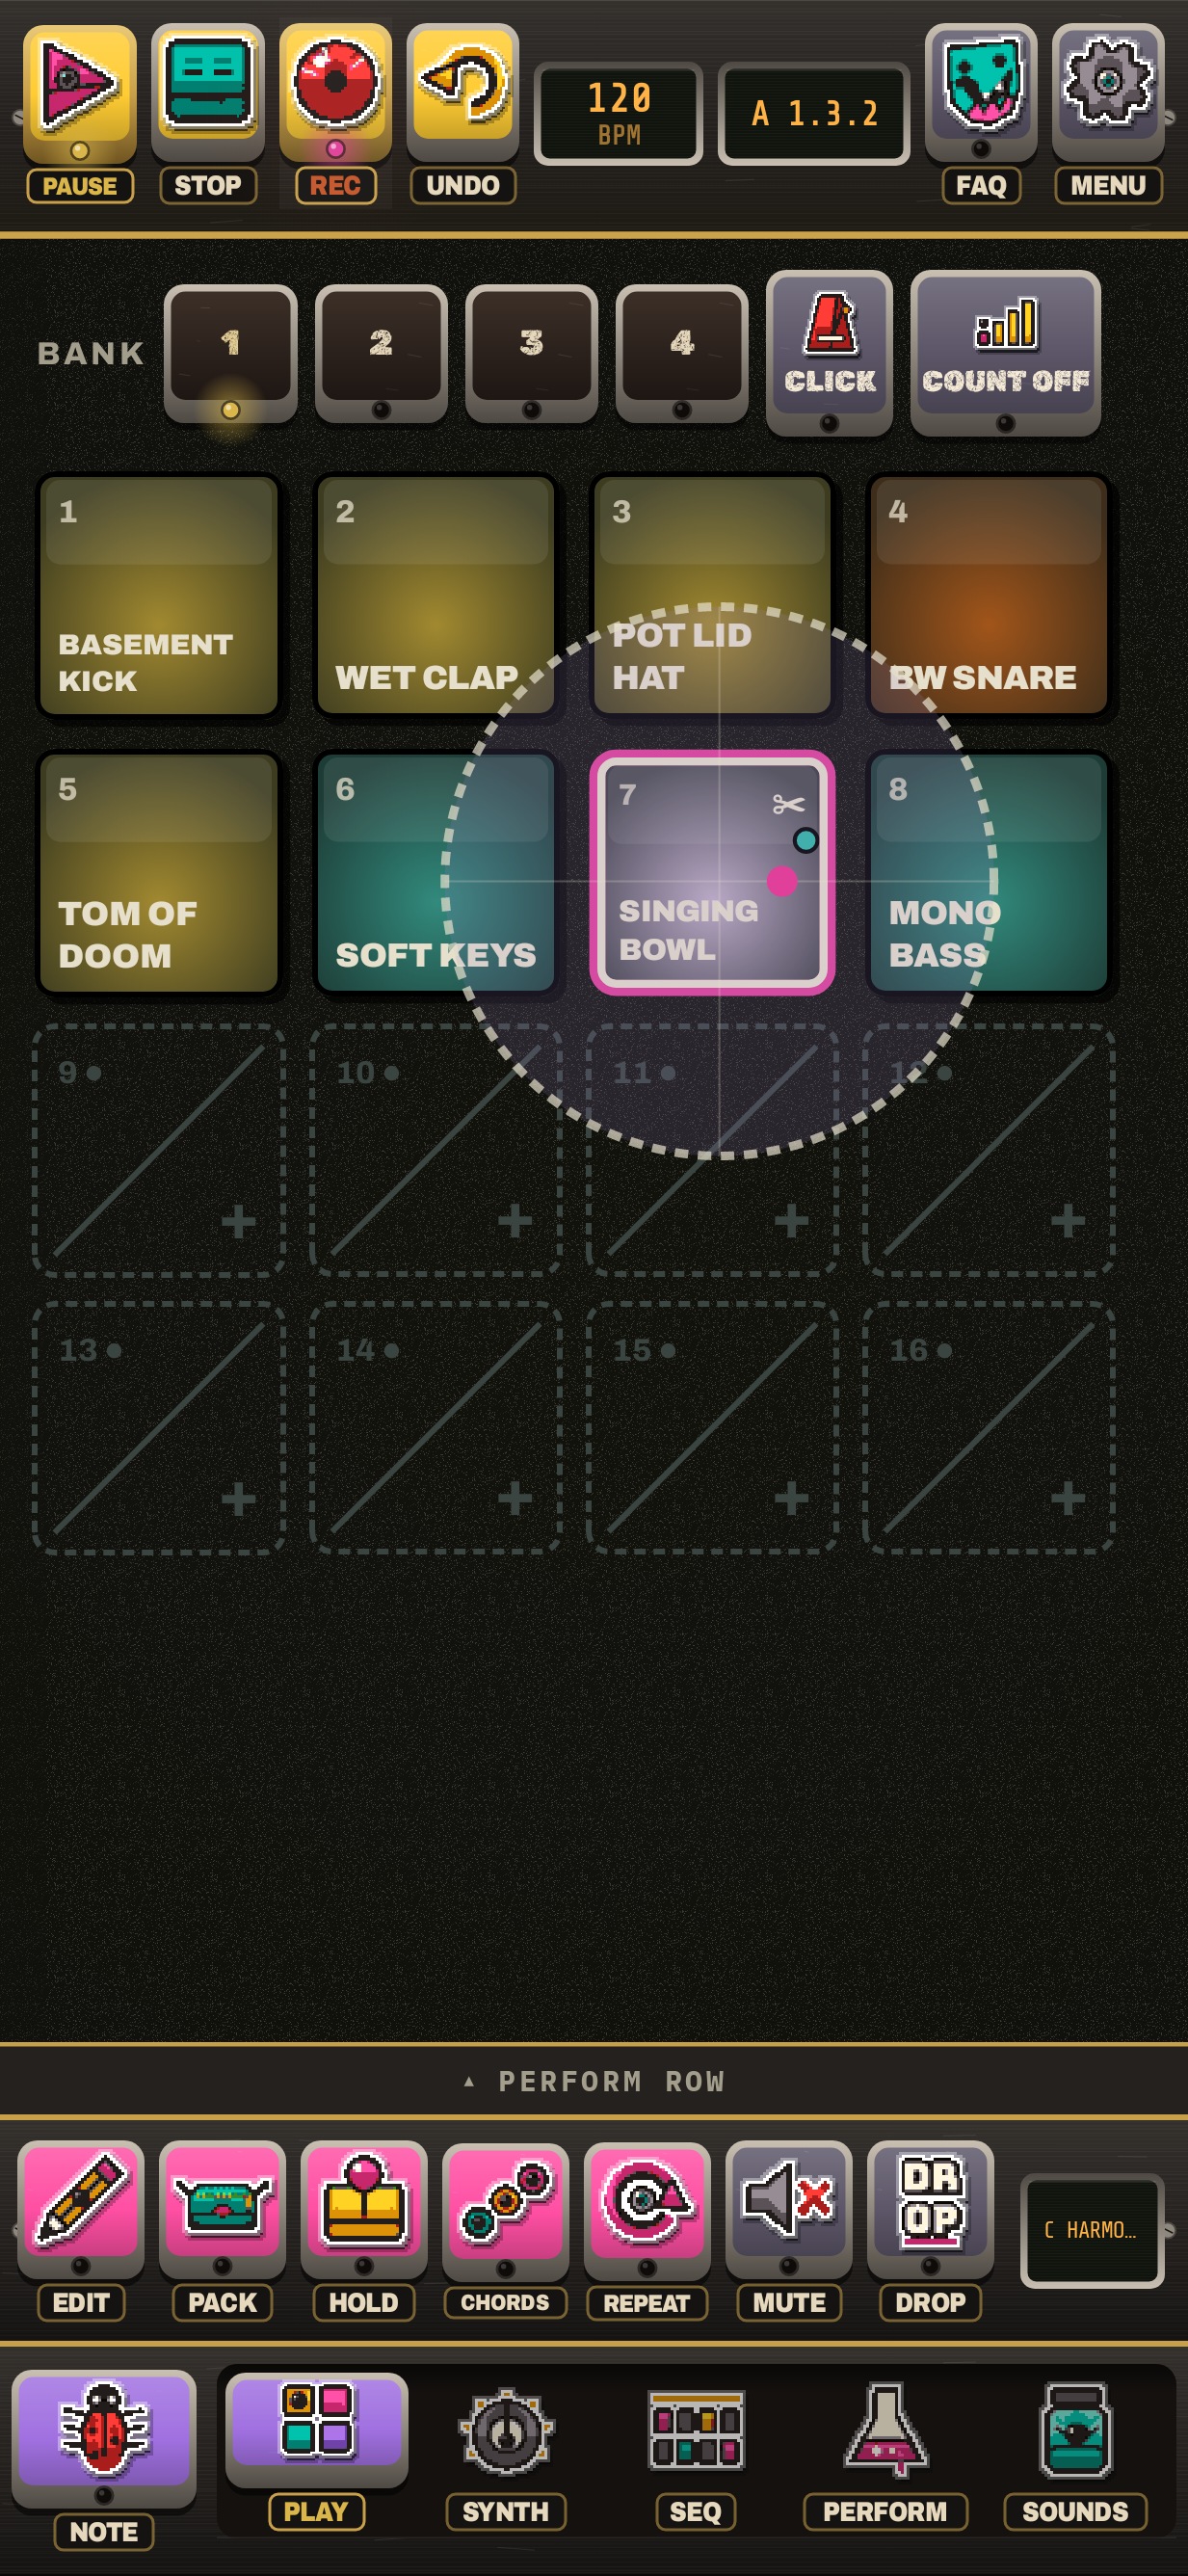 PAUSE STOP REC UNDO 120 BPM A 1.3.2 FAQ MENU
BANK 1 2 3 4 CLICK COUNT OFF
1 2 3 4
BASEMENT KICK WET CLAP POT LID HAT BW SNARE
5 6 7 8
TOM OF DOOM SOFT KEYS SINGING BOWL MONO BASS
9 10 11 12
13 14 15 16
PERFORM ROW
DROP
EDIT PACK HOLD CHORDS REPEAT MUTE DROP C HARMO…
NOTE PLAY SYNTH SEQ PERFORM SOUNDS